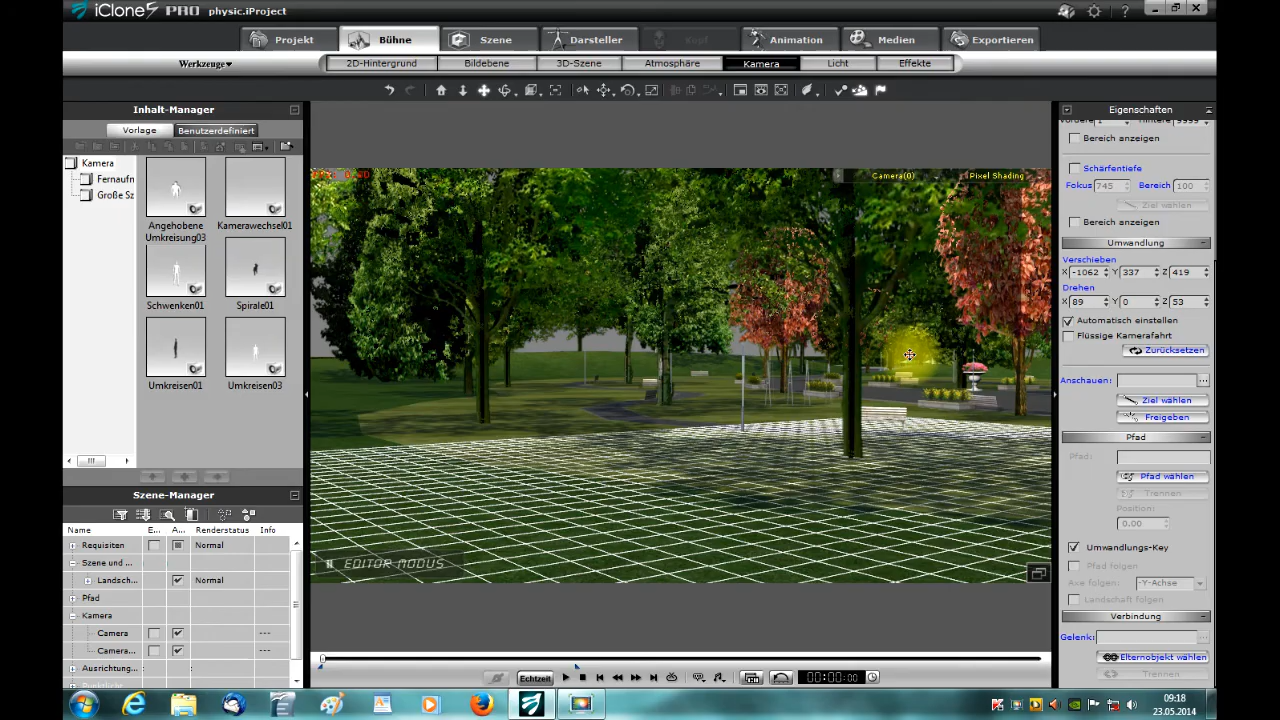 iClone5 PRO physic.iProject
Projekt Bühne Szene Darsteller Kopf Animation Medien Exportieren
Werkzeuge
2D-Hintergrund Bildebene 3D-Szene Atmosphäre Kamera Licht Effekte
Inhalt-Manager
Vorlage Benutzerdefiniert
Kamera
Fernaufn
Große Sz
Angehobene Umkreisung03
Kamerawechsel01
Schwenken01
Spirale01
Umkreisen01
Umkreisen03
Szene-Manager
Name E... A... Renderstatus Info
Requisiten Normal
Szene und ...
Landsch... Normal
Pfad
Kamera
Camera ---
Camera... ---
Ausrichtung...
Camera(0) Pixel Shading
EDITOR MODUS
Echtzeit 00:00:00
Eigenschaften
Bereich anzeigen
Schärfentiefe
Fokus 745 Bereich 100
Ziel wählen
Bereich anzeigen
Umwandlung
Verschieben
X -1062 Y 337 Z 419
Drehen
X 89 Y 0 Z 53
Automatisch einstellen
Flüssige Kamerafahrt
Zurücksetzen
Anschauen: ...
Ziel wählen
Freigeben
Pfad
Pfad:
Pfad wählen
Trennen
Position:
0.00
Umwandlungs-Key
Pfad folgen
Axe folgen: -Y-Achse
Landschaft folgen
Verbindung
Gelenk:
Elternobjekt wählen
Trennen
09:18
23.05.2014